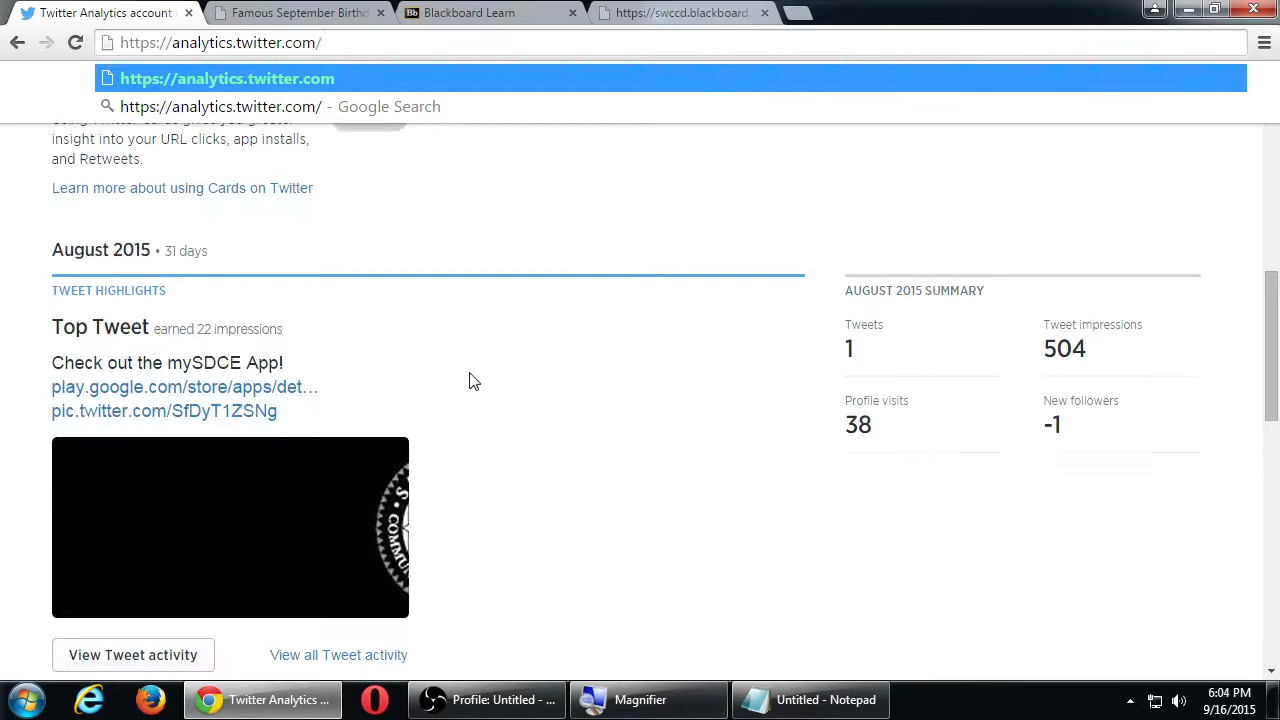 Twitter Analytics account
Famous September Birthd
Bb Blackboard Learn
https://swccd.blackboard.
https://analytics.twitter.com/
https://analytics.twitter.com
https://analytics.twitter.com/ - Google Search
insight into your URL clicks, app installs,
and Retweets.
Learn more about using Cards on Twitter
August 2015 • 31 days
TWEET HIGHLIGHTS
AUGUST 2015 SUMMARY
Top Tweet earned 22 impressions
Tweets
1
Tweet impressions
504
Check out the mySDCE App!
play.google.com/store/apps/det…
pic.twitter.com/SfDyT1ZSNg
Profile visits
38
New followers
-1
S • COMMUN
View Tweet activity
View all Tweet activity
Twitter Analytics ...
Profile: Untitled - ...
Magnifier
Untitled - Notepad
6:04 PM
9/16/2015